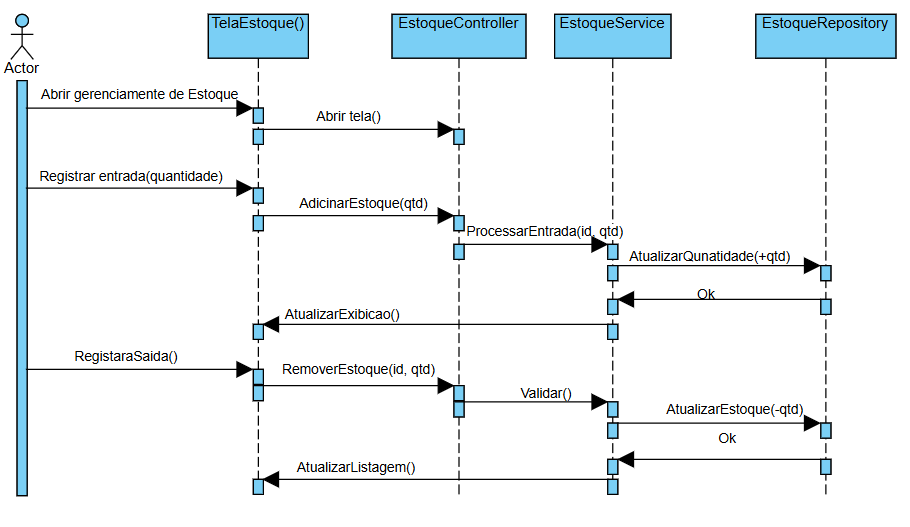 TelaEstoque()
EstoqueController
EstoqueService
EstoqueRepository
Actor
Abrir gerenciamente de Estoque
Abrir tela()
Registrar entrada(quantidade)
AdicinarEstoque(qtd)
ProcessarEntrada(id, qtd)
AtualizarQunatidade(+qtd)
Ok
AtualizarExibicao()
RegistaraSaida()
RemoverEstoque(id, qtd)
Validar()
AtualizarEstoque(-qtd)
Ok
AtualizarListagem()